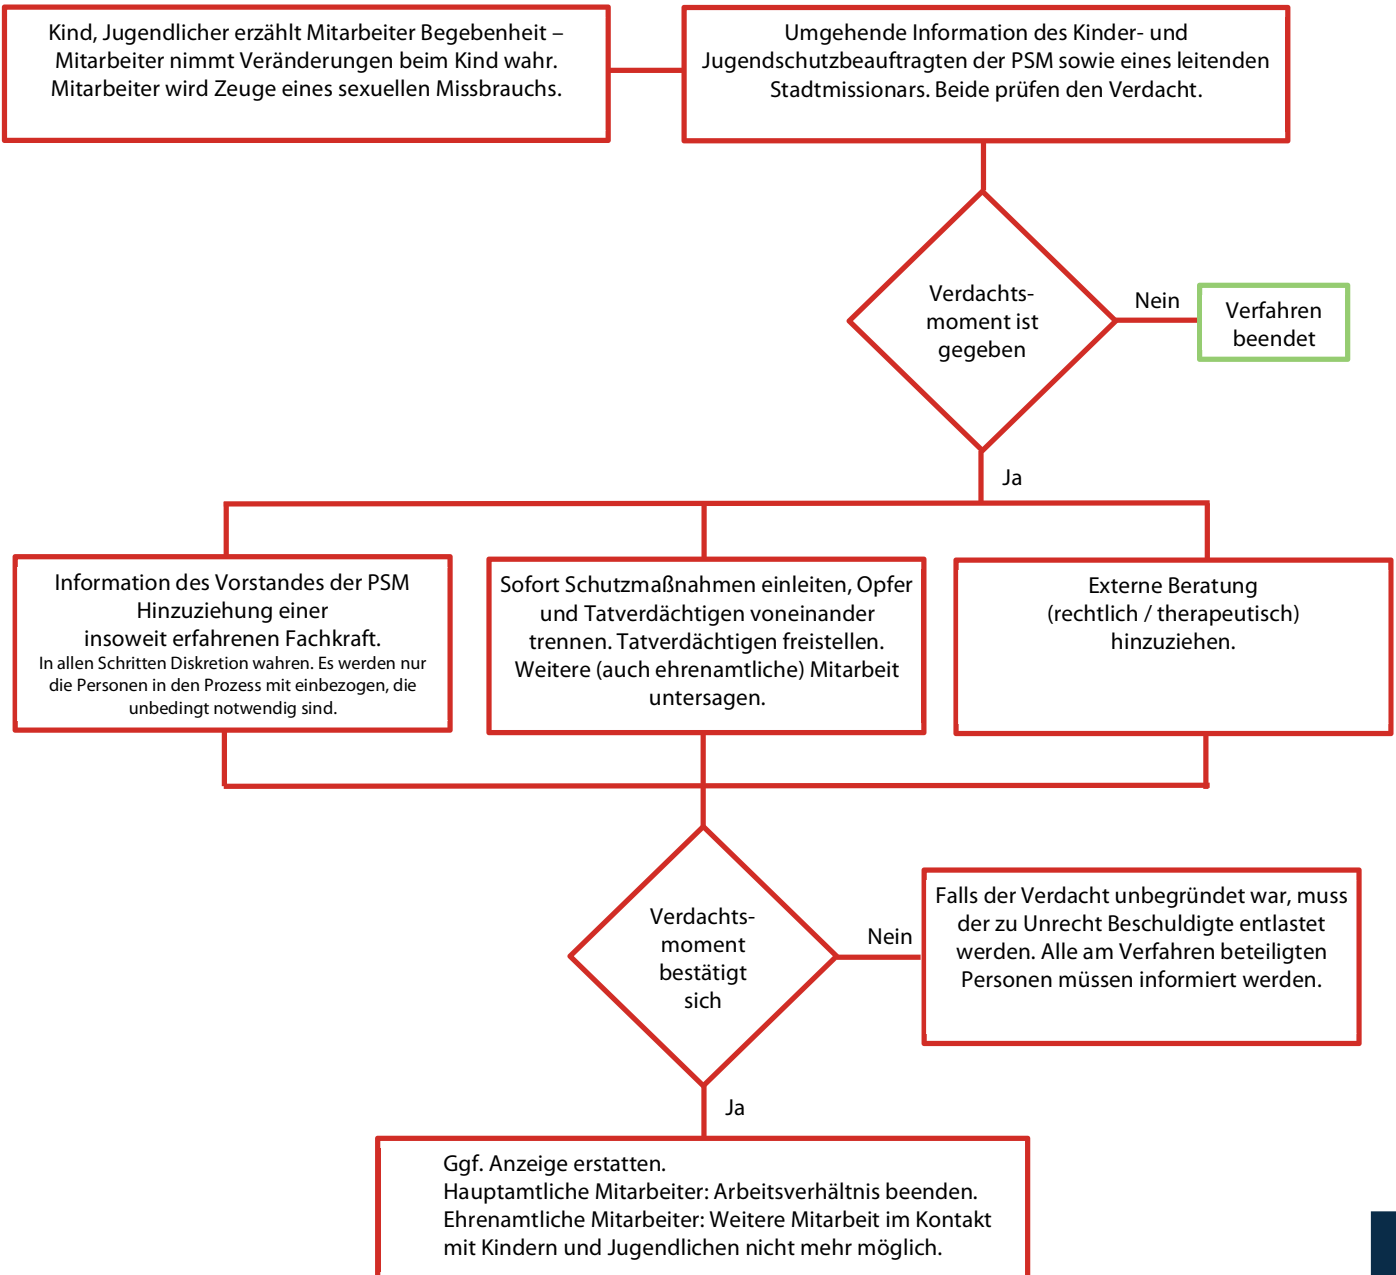 Kind, Jugendlicher erzählt Mitarbeiter Begebenheit –
Mitarbeiter nimmt Veränderungen beim Kind wahr.
Mitarbeiter wird Zeuge eines sexuellen Missbrauchs.
Umgehende Information des Kinder- und
Jugendschutzbeauftragten der PSM sowie eines leitenden
Stadtmissionars. Beide prüfen den Verdacht.
Verdachts-
moment ist
gegeben
Nein
Verfahren
beendet
Ja
Information des Vorstandes der PSM
Hinzuziehung einer
insoweit erfahrenen Fachkraft.
In allen Schritten Diskretion wahren. Es werden nur
die Personen in den Prozess mit einbezogen, die
unbedingt notwendig sind.
Sofort Schutzmaßnahmen einleiten, Opfer
und Tatverdächtigen voneinander
trennen. Tatverdächtigen freistellen.
Weitere (auch ehrenamtliche) Mitarbeit
untersagen.
Externe Beratung
(rechtlich / therapeutisch)
hinzuziehen.
Verdachts-
moment
bestätigt
sich
Nein
Falls der Verdacht unbegründet war, muss
der zu Unrecht Beschuldigte entlastet
werden. Alle am Verfahren beteiligten
Personen müssen informiert werden.
Ja
Ggf. Anzeige erstatten.
Hauptamtliche Mitarbeiter: Arbeitsverhältnis beenden.
Ehrenamtliche Mitarbeiter: Weitere Mitarbeit im Kontakt
mit Kindern und Jugendlichen nicht mehr möglich.